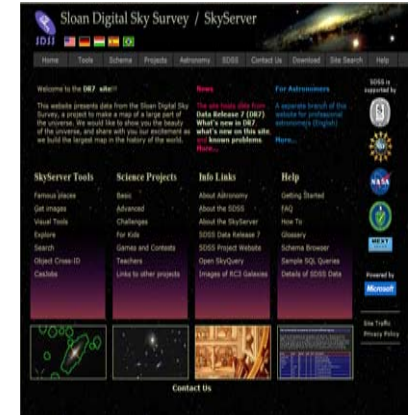 Sloan Digital Sky Survey / SkyServer
SDSS
Home Tools Schema Projects Astronomy SDSS Contact Us Download Site Search Help
Welcome to the DR7 site!!!
This website presents data from the Sloan Digital Sky
Survey, a project to make a map of a large part of
the universe. We would like to show you the beauty
of the universe, and share with you our excitement as
we build the largest map in the history of the world.
News
The site hosts data from
Data Release 7 (DR7)
What's new in DR7,
what's new on this site,
and known problems.
More...
For Astronomers
A separate branch of this
website for professional
astronomers (English)
More...
SDSS is
supported by
SkyServer Tools
Famous places
Get images
Visual Tools
Explore
Search
Object Cross-ID
CasJobs
Science Projects
Basic
Advanced
Challenges
For Kids
Games and Contests
Teachers
Links to other projects
Info Links
About Astronomy
About the SDSS
About the SkyServer
SDSS Data Release 7
SDSS Project Website
Open SkyQuery
Images of RC3 Galaxies
Help
Getting Started
FAQ
How To
Glossary
Schema Browser
Sample SQL Queries
Details of SDSS Data
NASA
Powered by
Microsoft
Site Traffic
Privacy Policy
Contact Us